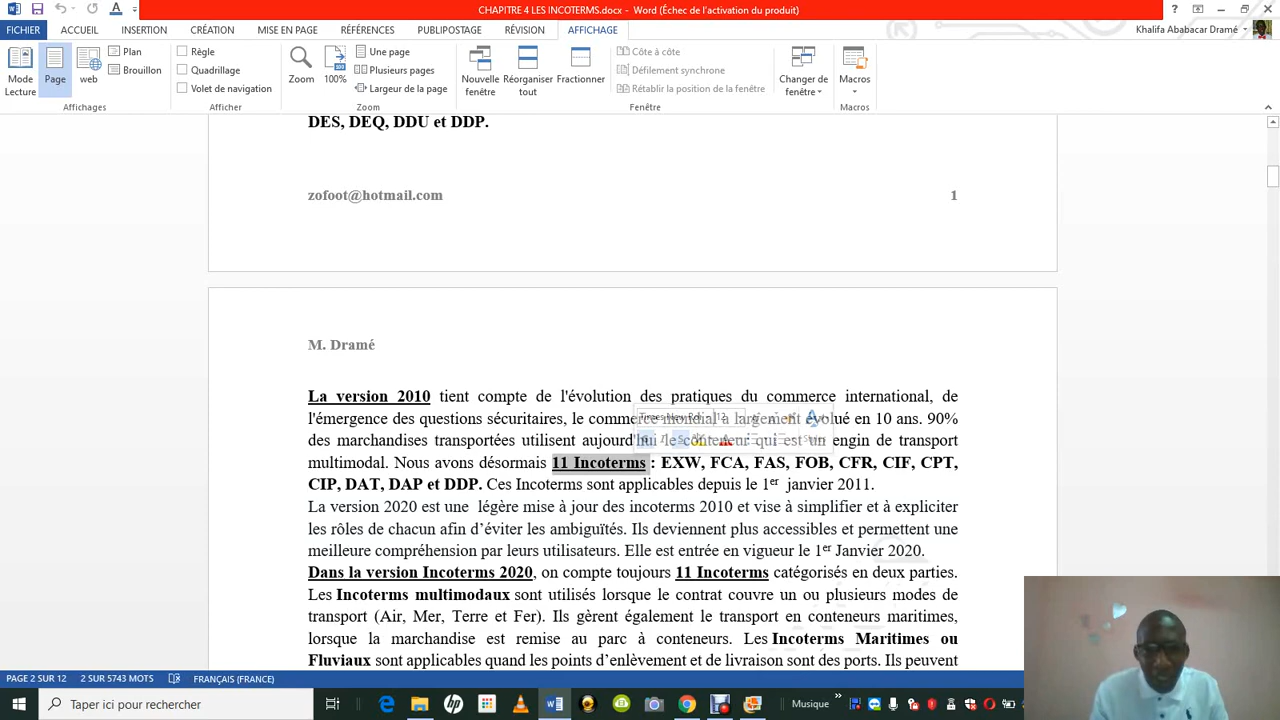 CHAPITRE 4 LES INCOTERMS.docx - Word (Échec de l'activation du produit)
FICHIER ACCUEIL INSERTION CRÉATION MISE EN PAGE RÉFÉRENCES PUBLIPOSTAGE RÉVISION AFFICHAGE Khalifa Ababacar Dramé
Mode Lecture Page web Plan Brouillon
Affichages
Règle Quadrillage Volet de navigation
Afficher
Zoom 100% Une page Plusieurs pages Largeur de la page
Zoom
Nouvelle fenêtre Réorganiser tout Fractionner Côte à côte Défilement synchrone Rétablir la position de la fenêtre Changer de fenêtre
Fenêtre
Macros
Macros
DES, DEQ, DDU et DDP.
zofoot@hotmail.com 1
M. Dramé
La version 2010 tient compte de l'évolution des pratiques du commerce international, de
l'émergence des questions sécuritaires, le commerce mondial a largement évolué en 10 ans. 90%
des marchandises transportées utilisent aujourd'hui le conteneur qui est un engin de transport
multimodal. Nous avons désormais 11 Incoterms : EXW, FCA, FAS, FOB, CFR, CIF, CPT,
CIP, DAT, DAP et DDP. Ces Incoterms sont applicables depuis le 1er janvier 2011.
La version 2020 est une légère mise à jour des incoterms 2010 et vise à simplifier et à expliciter
les rôles de chacun afin d’éviter les ambiguïtés. Ils deviennent plus accessibles et permettent une
meilleure compréhension par leurs utilisateurs. Elle est entrée en vigueur le 1er Janvier 2020.
Dans la version Incoterms 2020, on compte toujours 11 Incoterms catégorisés en deux parties.
Les Incoterms multimodaux sont utilisés lorsque le contrat couvre un ou plusieurs modes de
transport (Air, Mer, Terre et Fer). Ils gèrent également le transport en conteneurs maritimes,
lorsque la marchandise est remise au parc à conteneurs. Les Incoterms Maritimes ou
Fluviaux sont applicables quand les points d’enlèvement et de livraison sont des ports. Ils peuvent
PAGE 2 SUR 12 2 SUR 5743 MOTS FRANÇAIS (FRANCE)
Taper ici pour rechercher Musique